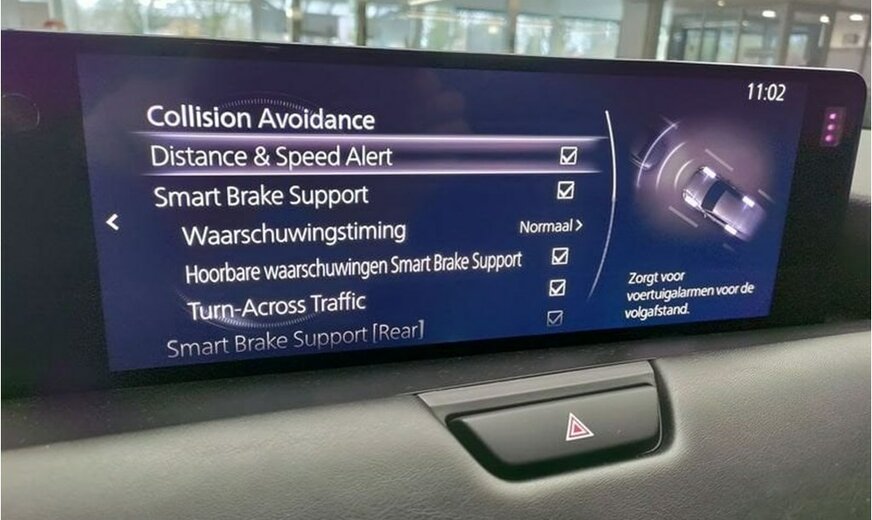 11:02
Collision Avoidance
Distance & Speed Alert
Smart Brake Support
Waarschuwingstiming Normaal >
Hoorbare waarschuwingen Smart Brake Support
Turn-Across Traffic
Smart Brake Support [Rear]
Zorgt voor
voertuigalarmen voor de
volgafstand.